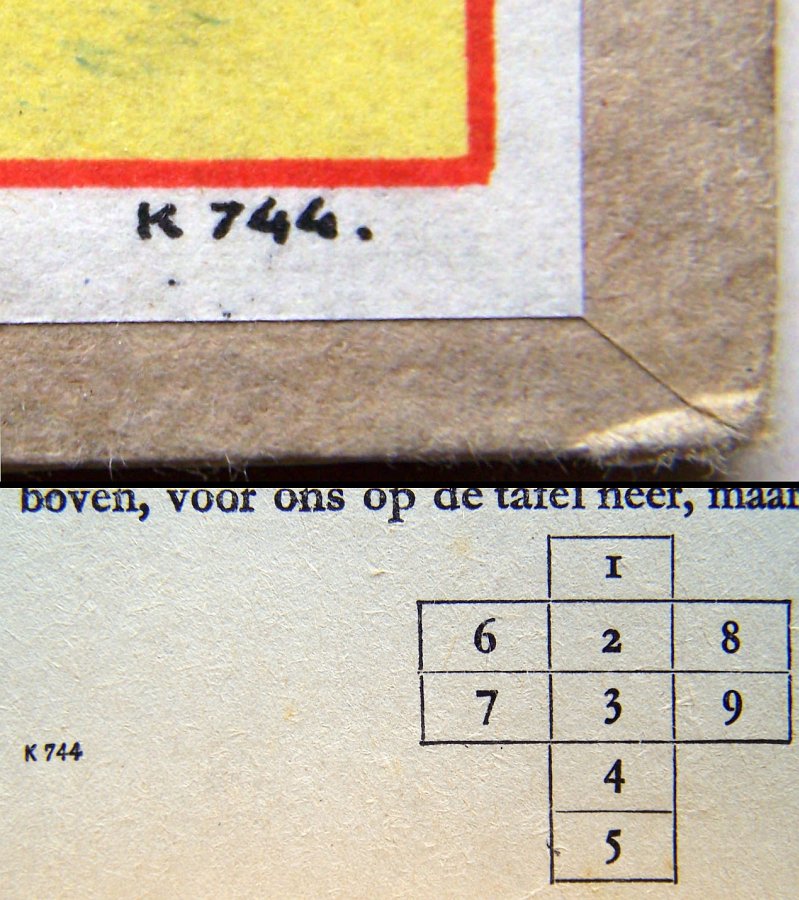 K 744.
boven, voor ons op de tafel neer, maar
1
6 2 8
7 3 9
K 744
4
5